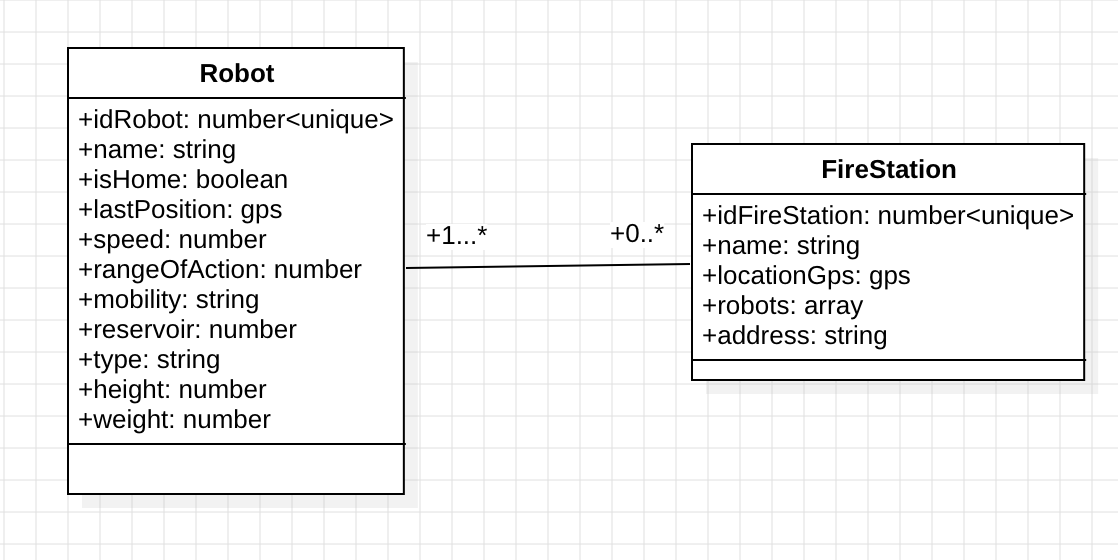 Robot
+idRobot: number<unique>
+name: string
+isHome: boolean
+lastPosition: gps
+speed: number
+rangeOfAction: number
+mobility: string
+reservoir: number
+type: string
+height: number
+weight: number
+1...*
+0..*
FireStation
+idFireStation: number<unique>
+name: string
+locationGps: gps
+robots: array
+address: string